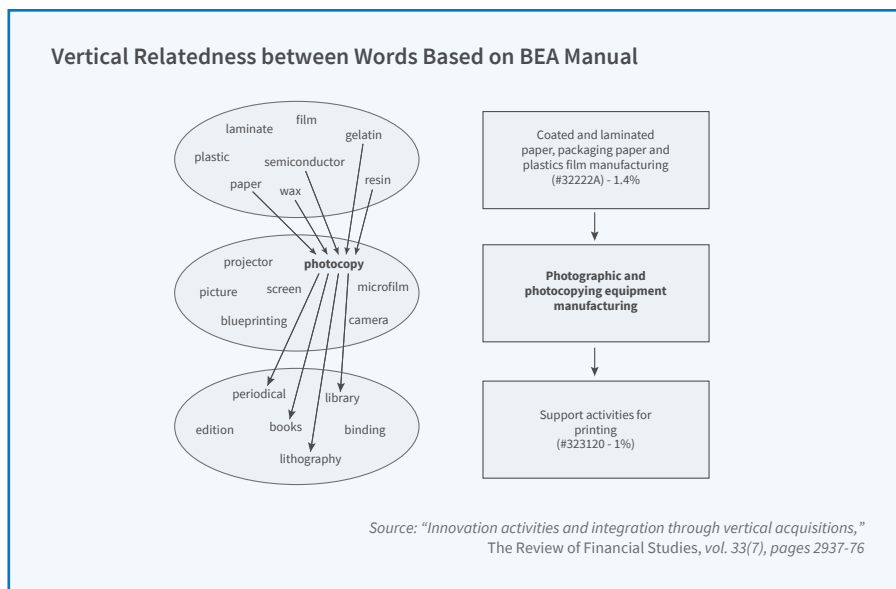 Vertical Relatedness between Words Based on BEA Manual
film
laminate
gelatin
plastic
semiconductor
paper
wax
resin
projector
photocopy
picture
screen
microfilm
blueprinting
camera
periodical
library
edition
books
binding
lithography
Coated and laminated
paper, packaging paper and
plastics film manufacturing
(#32222A) - 1.4%
Photographic and
photocopying equipment
manufacturing
Support activities for
printing
(#323120 - 1%)
Source: “Innovation activities and integration through vertical acquisitions,”
The Review of Financial Studies, vol. 33(7), pages 2937-76